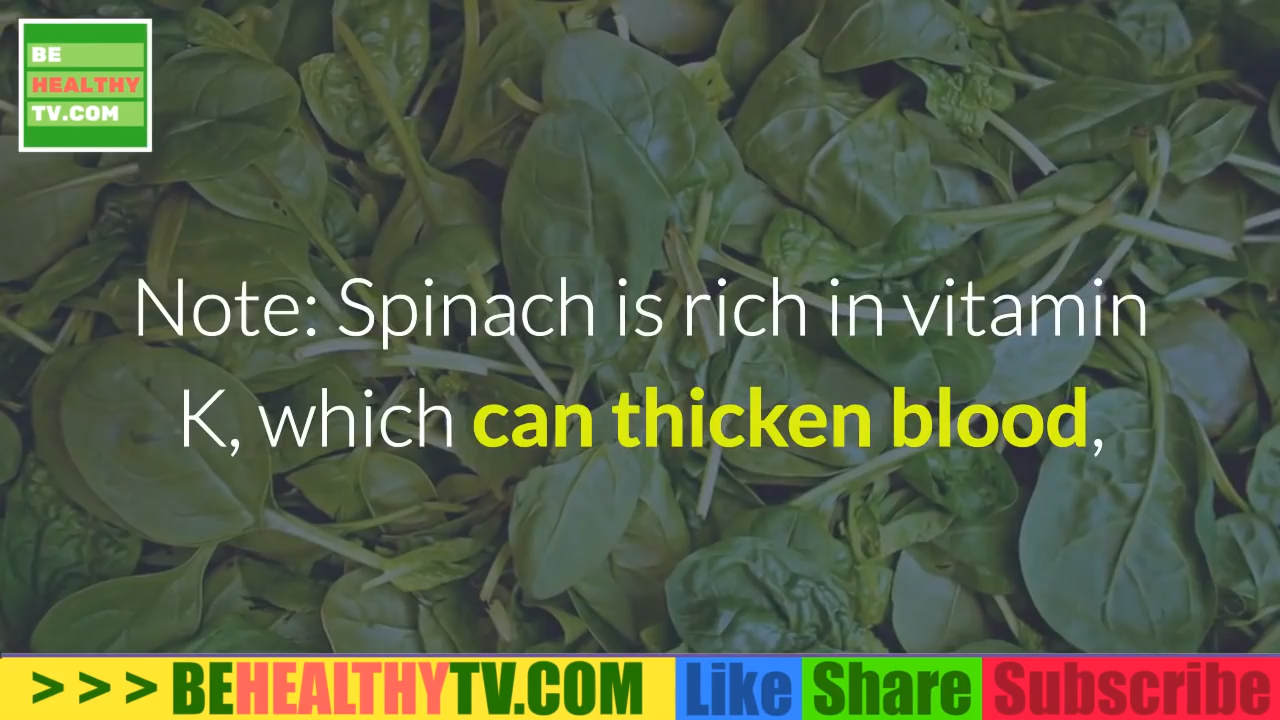 BE
HEALTHY
TV.COM
Note: Spinach is rich in vitamin
K, which can thicken blood,
> > > BEHEALTHYTV.COM Like Share Subscribe